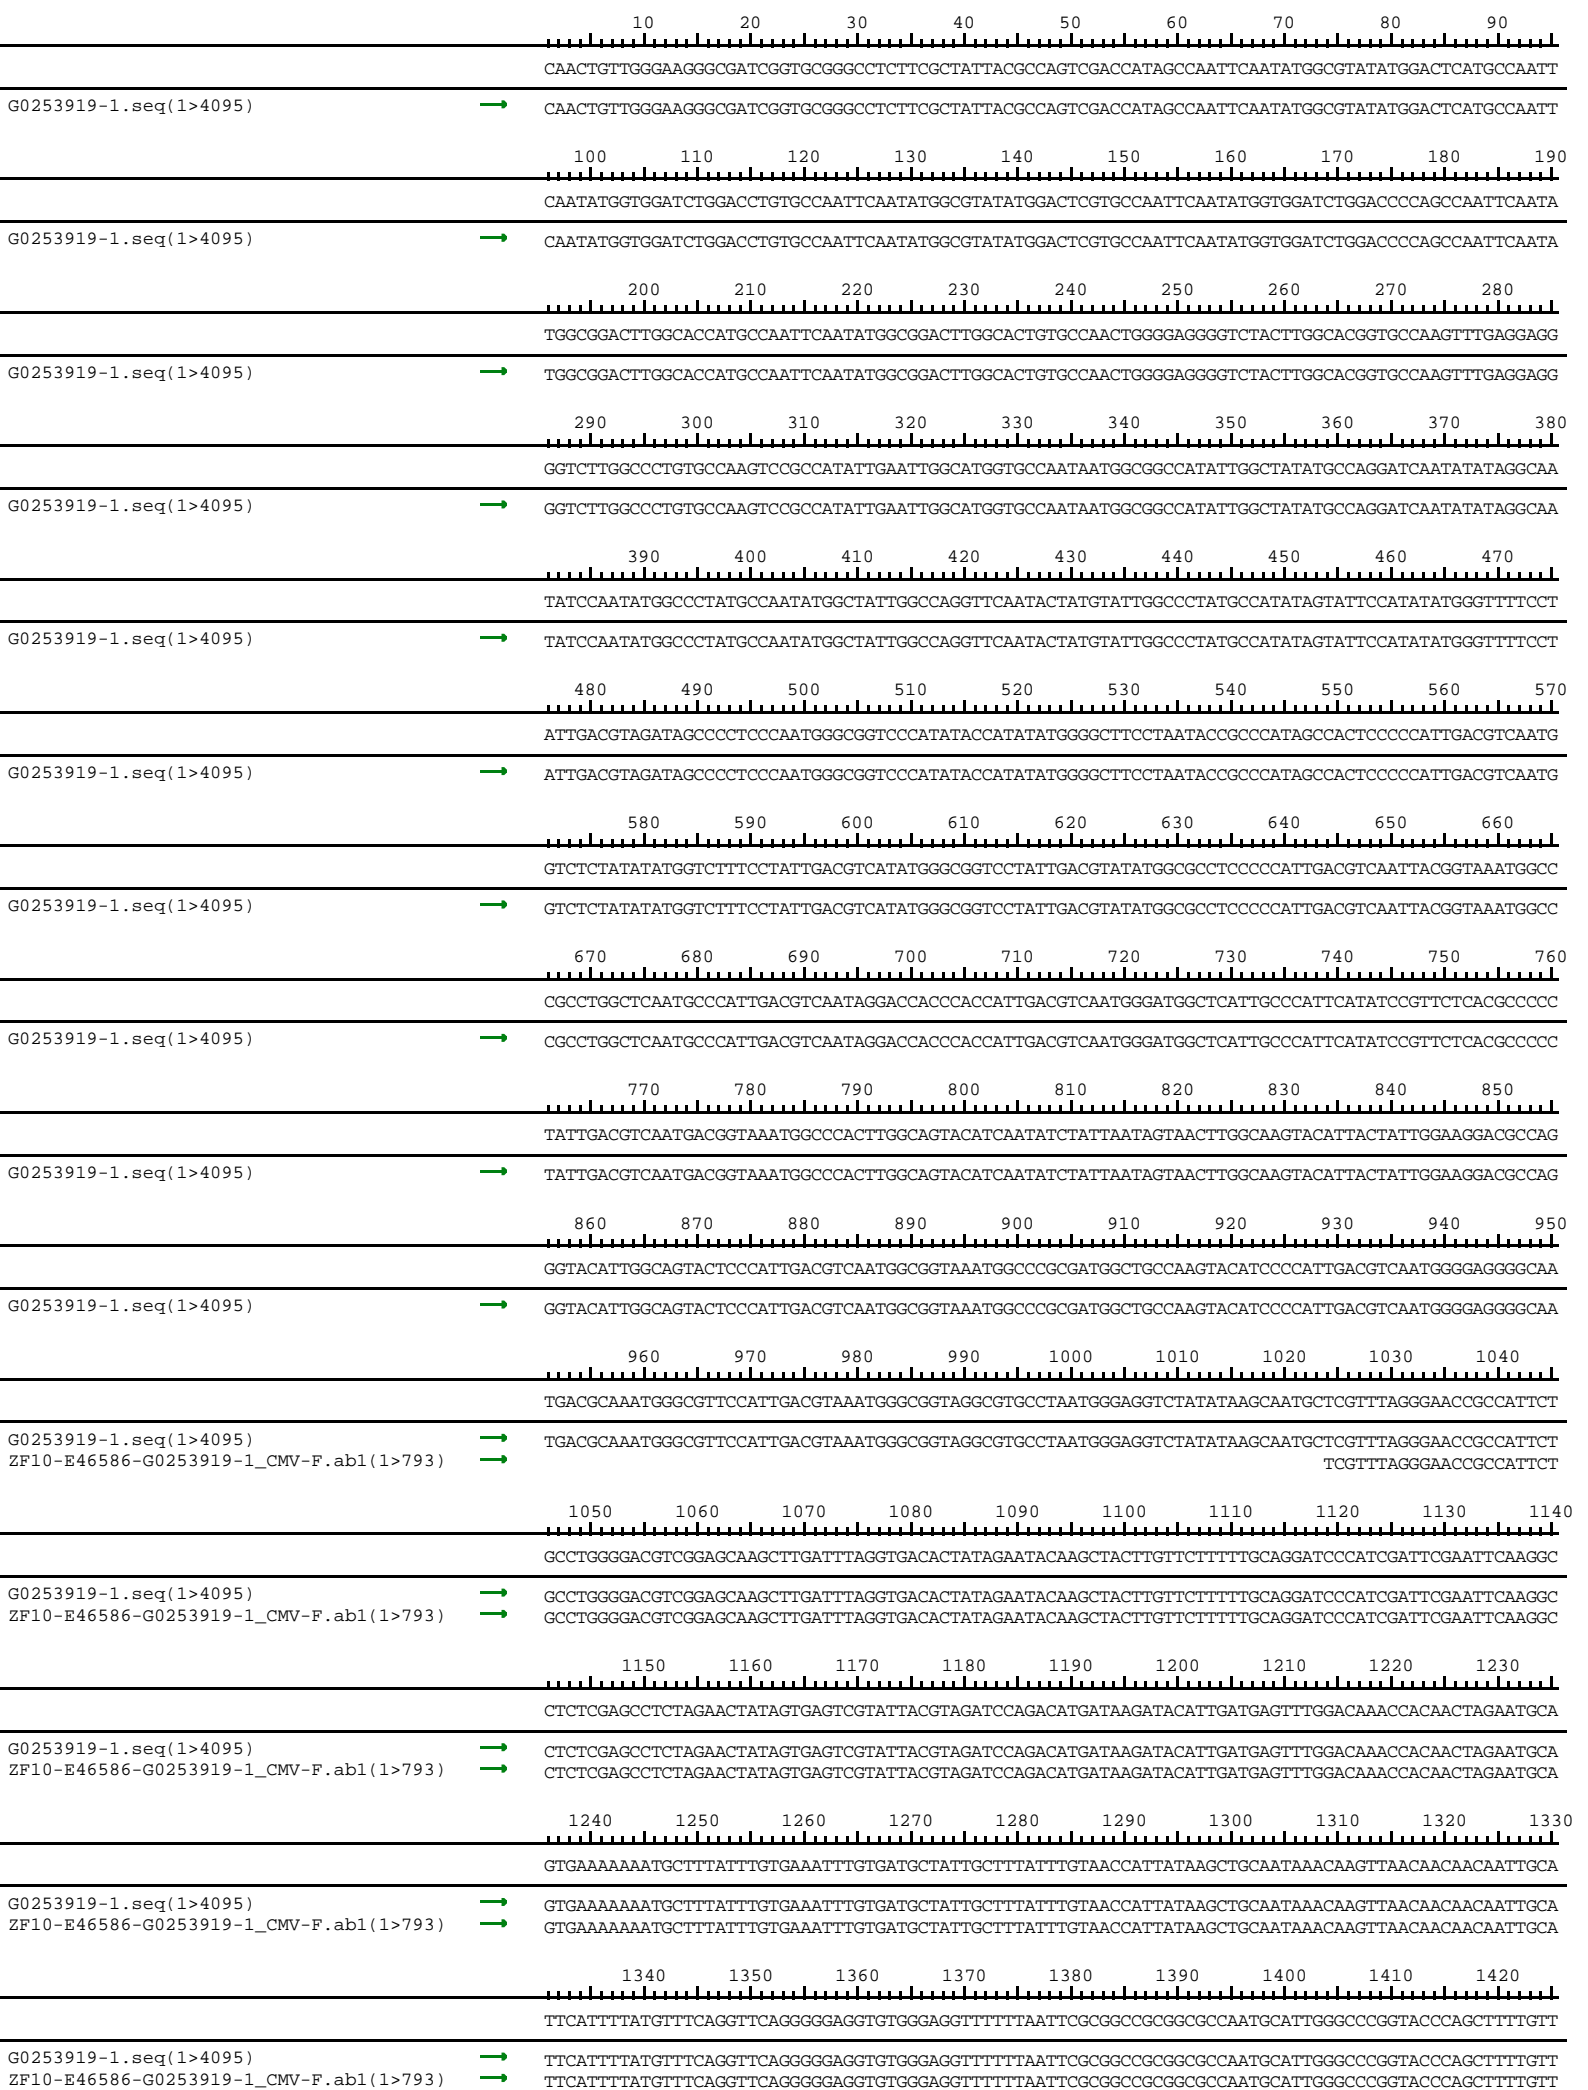 10 20 30 40 50 60 70 80 90
CAACTGTTGGGAAGGGCGATCGGTGCGGGCCTCTTCGCTATTACGCCAGTCGACCATAGCCAATTCAATATGGCGTATATGGACTCATGCCAATT
G0253919-1.seq(1>4095) CAACTGTTGGGAAGGGCGATCGGTGCGGGCCTCTTCGCTATTACGCCAGTCGACCATAGCCAATTCAATATGGCGTATATGGACTCATGCCAATT
100 110 120 130 140 150 160 170 180 190
CAATATGGTGGATCTGGACCTGTGCCAATTCAATATGGCGTATATGGACTCGTGCCAATTCAATATGGTGGATCTGGACCCCAGCCAATTCAATA
G0253919-1.seq(1>4095) CAATATGGTGGATCTGGACCTGTGCCAATTCAATATGGCGTATATGGACTCGTGCCAATTCAATATGGTGGATCTGGACCCCAGCCAATTCAATA
200 210 220 230 240 250 260 270 280
TGGCGGACTTGGCACCATGCCAATTCAATATGGCGGACTTGGCACTGTGCCAACTGGGGAGGGGTCTACTTGGCACGGTGCCAAGTTTGAGGAGG
G0253919-1.seq(1>4095) TGGCGGACTTGGCACCATGCCAATTCAATATGGCGGACTTGGCACTGTGCCAACTGGGGAGGGGTCTACTTGGCACGGTGCCAAGTTTGAGGAGG
290 300 310 320 330 340 350 360 370 380
GGTCTTGGCCCTGTGCCAAGTCCGCCATATTGAATTGGCATGGTGCCAATAATGGCGGCCATATTGGCTATATGCCAGGATCAATATATAGGCAA
G0253919-1.seq(1>4095) GGTCTTGGCCCTGTGCCAAGTCCGCCATATTGAATTGGCATGGTGCCAATAATGGCGGCCATATTGGCTATATGCCAGGATCAATATATAGGCAA
390 400 410 420 430 440 450 460 470
TATCCAATATGGCCCTATGCCAATATGGCTATTGGCCAGGTTCAATACTATGTATTGGCCCTATGCCATATAGTATTCCATATATGGGTTTTCCT
G0253919-1.seq(1>4095) TATCCAATATGGCCCTATGCCAATATGGCTATTGGCCAGGTTCAATACTATGTATTGGCCCTATGCCATATAGTATTCCATATATGGGTTTTCCT
480 490 500 510 520 530 540 550 560 570
ATTGACGTAGATAGCCCCTCCCAATGGGCGGTCCCATATACCATATATGGGGCTTCCTAATACCGCCCATAGCCACTCCCCCATTGACGTCAATG
G0253919-1.seq(1>4095) ATTGACGTAGATAGCCCCTCCCAATGGGCGGTCCCATATACCATATATGGGGCTTCCTAATACCGCCCATAGCCACTCCCCCATTGACGTCAATG
580 590 600 610 620 630 640 650 660
GTCTCTATATATGGTCTTTCCTATTGACGTCATATGGGCGGTCCTATTGACGTATATGGCGCCTCCCCCATTGACGTCAATTACGGTAAATGGCC
G0253919-1.seq(1>4095) GTCTCTATATATGGTCTTTCCTATTGACGTCATATGGGCGGTCCTATTGACGTATATGGCGCCTCCCCCATTGACGTCAATTACGGTAAATGGCC
670 680 690 700 710 720 730 740 750 760
CGCCTGGCTCAATGCCCATTGACGTCAATAGGACCACCCACCATTGACGTCAATGGGATGGCTCATTGCCCATTCATATCCGTTCTCACGCCCCC
G0253919-1.seq(1>4095) CGCCTGGCTCAATGCCCATTGACGTCAATAGGACCACCCACCATTGACGTCAATGGGATGGCTCATTGCCCATTCATATCCGTTCTCACGCCCCC
770 780 790 800 810 820 830 840 850
TATTGACGTCAATGACGGTAAATGGCCCACTTGGCAGTACATCAATATCTATTAATAGTAACTTGGCAAGTACATTACTATTGGAAGGACGCCAG
G0253919-1.seq(1>4095) TATTGACGTCAATGACGGTAAATGGCCCACTTGGCAGTACATCAATATCTATTAATAGTAACTTGGCAAGTACATTACTATTGGAAGGACGCCAG
860 870 880 890 900 910 920 930 940 950
GGTACATTGGCAGTACTCCCATTGACGTCAATGGCGGTAAATGGCCCGCGATGGCTGCCAAGTACATCCCCATTGACGTCAATGGGGAGGGGCAA
G0253919-1.seq(1>4095) GGTACATTGGCAGTACTCCCATTGACGTCAATGGCGGTAAATGGCCCGCGATGGCTGCCAAGTACATCCCCATTGACGTCAATGGGGAGGGGCAA
960 970 980 990 1000 1010 1020 1030 1040
TGACGCAAATGGGCGTTCCATTGACGTAAATGGGCGGTAGGCGTGCCTAATGGGAGGTCTATATAAGCAATGCTCGTTTAGGGAACCGCCATTCT
G0253919-1.seq(1>4095) TGACGCAAATGGGCGTTCCATTGACGTAAATGGGCGGTAGGCGTGCCTAATGGGAGGTCTATATAAGCAATGCTCGTTTAGGGAACCGCCATTCT
ZF10-E46586-G0253919-1_CMV-F.ab1(1>793) TCGTTTAGGGAACCGCCATTCT
1050 1060 1070 1080 1090 1100 1110 1120 1130 1140
GCCTGGGGACGTCGGAGCAAGCTTGATTTAGGTGACACTATAGAATACAAGCTACTTGTTCTTTTTGCAGGATCCCATCGATTCGAATTCAAGGC
G0253919-1.seq(1>4095) GCCTGGGGACGTCGGAGCAAGCTTGATTTAGGTGACACTATAGAATACAAGCTACTTGTTCTTTTTGCAGGATCCCATCGATTCGAATTCAAGGC
ZF10-E46586-G0253919-1_CMV-F.ab1(1>793) GCCTGGGGACGTCGGAGCAAGCTTGATTTAGGTGACACTATAGAATACAAGCTACTTGTTCTTTTTGCAGGATCCCATCGATTCGAATTCAAGGC
1150 1160 1170 1180 1190 1200 1210 1220 1230
CTCTCGAGCCTCTAGAACTATAGTGAGTCGTATTACGTAGATCCAGACATGATAAGATACATTGATGAGTTTGGACAAACCACAACTAGAATGCA
G0253919-1.seq(1>4095) CTCTCGAGCCTCTAGAACTATAGTGAGTCGTATTACGTAGATCCAGACATGATAAGATACATTGATGAGTTTGGACAAACCACAACTAGAATGCA
ZF10-E46586-G0253919-1_CMV-F.ab1(1>793) CTCTCGAGCCTCTAGAACTATAGTGAGTCGTATTACGTAGATCCAGACATGATAAGATACATTGATGAGTTTGGACAAACCACAACTAGAATGCA
1240 1250 1260 1270 1280 1290 1300 1310 1320 1330
GTGAAAAAAATGCTTTATTTGTGAAATTTGTGATGCTATTGCTTTATTTGTAACCATTATAAGCTGCAATAAACAAGTTAACAACAACAATTGCA
G0253919-1.seq(1>4095) GTGAAAAAAATGCTTTATTTGTGAAATTTGTGATGCTATTGCTTTATTTGTAACCATTATAAGCTGCAATAAACAAGTTAACAACAACAATTGCA
ZF10-E46586-G0253919-1_CMV-F.ab1(1>793) GTGAAAAAAATGCTTTATTTGTGAAATTTGTGATGCTATTGCTTTATTTGTAACCATTATAAGCTGCAATAAACAAGTTAACAACAACAATTGCA
1340 1350 1360 1370 1380 1390 1400 1410 1420
TTCATTTTATGTTTCAGGTTCAGGGGGAGGTGTGGGAGGTTTTTTAATTCGCGGCCGCGGCGCCAATGCATTGGGCCCGGTACCCAGCTTTTGTT
G0253919-1.seq(1>4095) TTCATTTTATGTTTCAGGTTCAGGGGGAGGTGTGGGAGGTTTTTTAATTCGCGGCCGCGGCGCCAATGCATTGGGCCCGGTACCCAGCTTTTGTT
ZF10-E46586-G0253919-1_CMV-F.ab1(1>793) TTCATTTTATGTTTCAGGTTCAGGGGGAGGTGTGGGAGGTTTTTTAATTCGCGGCCGCGGCGCCAATGCATTGGGCCCGGTACCCAGCTTTTGTT